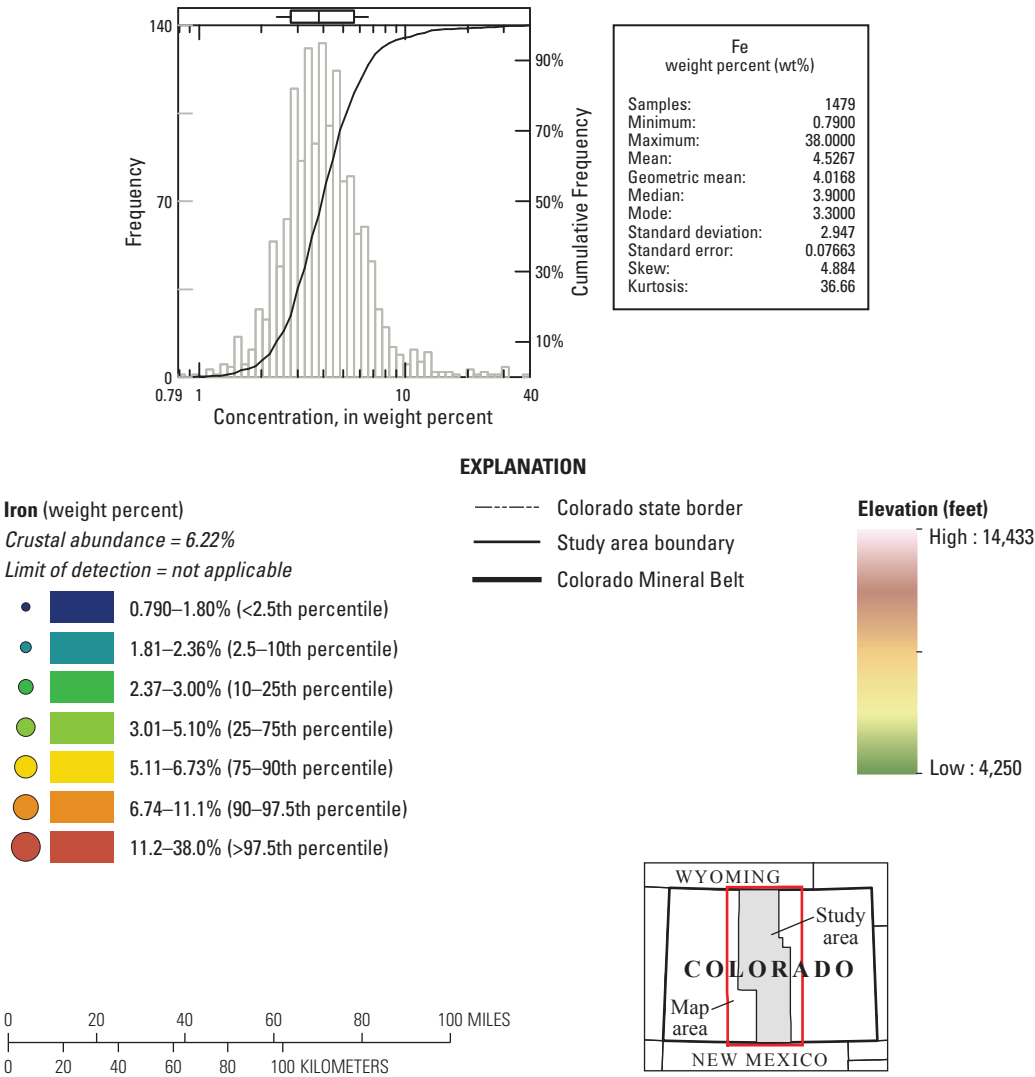 140
70
0
Frequency
0.79 1 10 40
Concentration, in weight percent
90%
70%
50%
30%
10%
Cumulative Frequency
Fe
weight percent (wt%)
Samples: 1479
Minimum: 0.7900
Maximum: 38.0000
Mean: 4.5267
Geometric mean: 4.0168
Median: 3.9000
Mode: 3.3000
Standard deviation: 2.947
Standard error: 0.07663
Skew: 4.884
Kurtosis: 36.66
EXPLANATION
Iron (weight percent)
Crustal abundance = 6.22%
Limit of detection = not applicable
0.790–1.80% (<2.5th percentile)
1.81–2.36% (2.5–10th percentile)
2.37–3.00% (10–25th percentile)
3.01–5.10% (25–75th percentile)
5.11–6.73% (75–90th percentile)
6.74–11.1% (90–97.5th percentile)
11.2–38.0% (>97.5th percentile)
Colorado state border
Study area boundary
Colorado Mineral Belt
Elevation (feet)
High : 14,433
Low : 4,250
WYOMING
Study
area
COLORADO
Map
area
NEW MEXICO
0 20 40 60 80 100 MILES
0 20 40 60 80 100 KILOMETERS